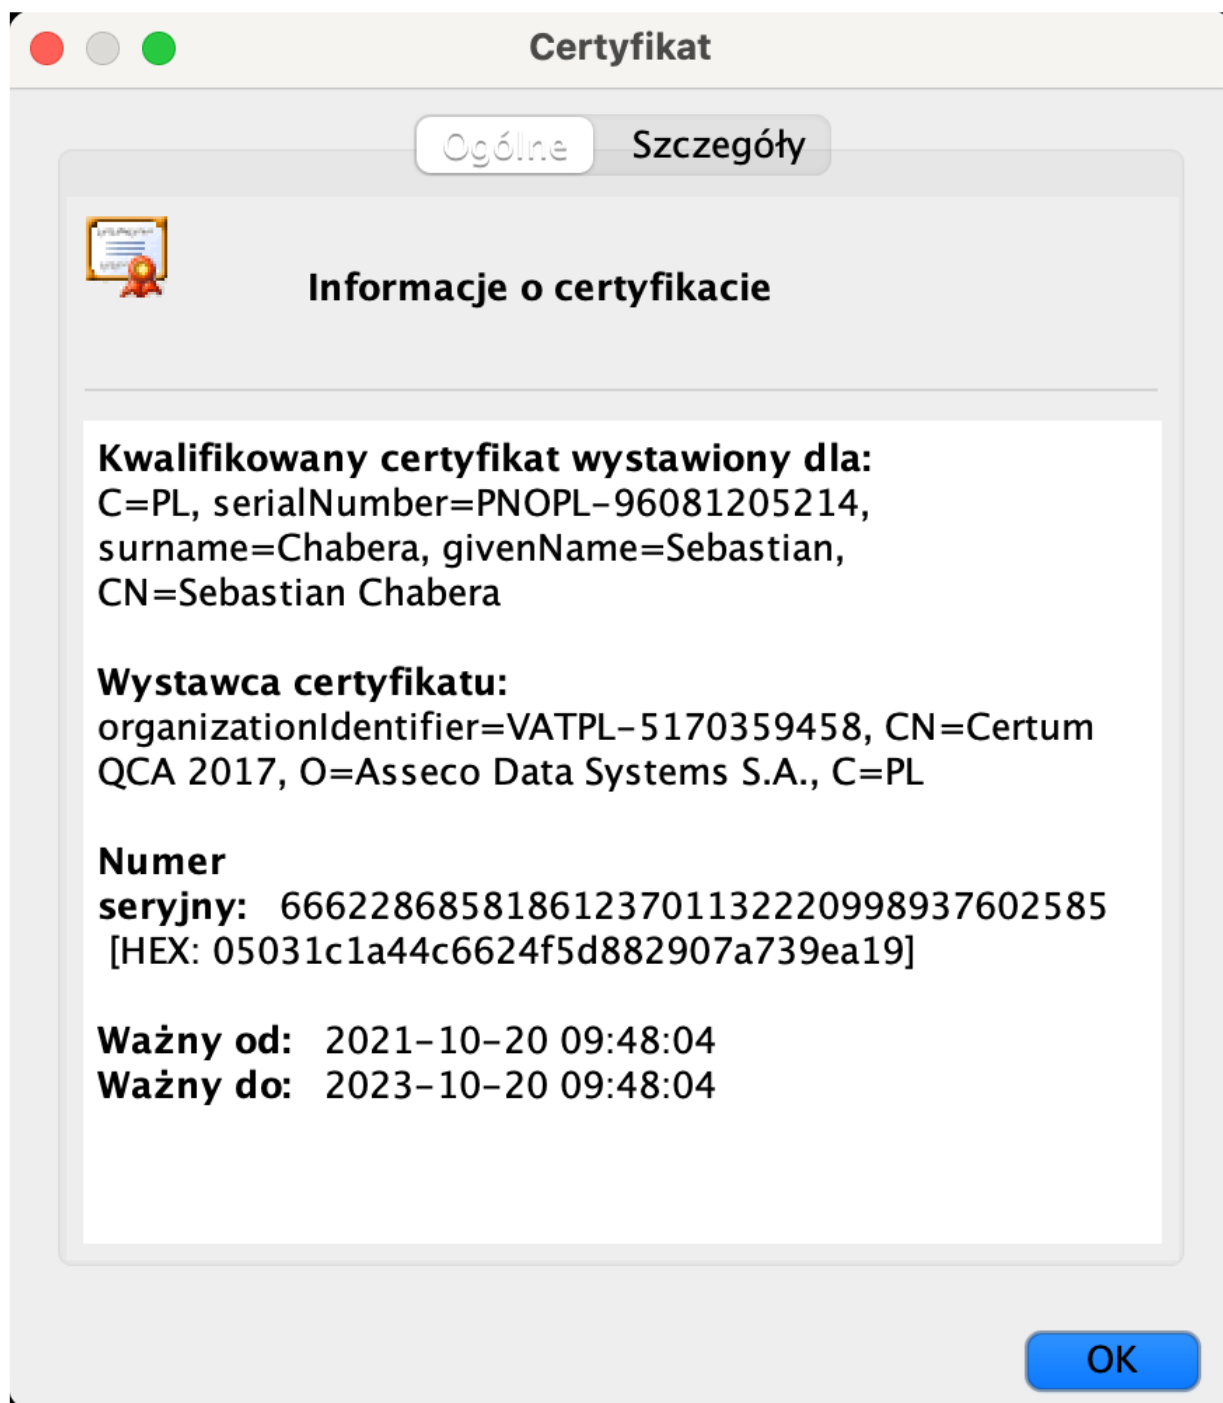 Certyfikat
Ogólne Szczegóły
Informacje o certyfikacie
Kwalifikowany certyfikat wystawiony dla:
C=PL, serialNumber=PNOPL-96081205214,
surname=Chabera, givenName=Sebastian,
CN=Sebastian Chabera
Wystawca certyfikatu:
organizationIdentifier=VATPL-5170359458, CN=Certum
QCA 2017, O=Asseco Data Systems S.A., C=PL
Numer
seryjny: 6662286858186123701132220998937602585
[HEX: 05031c1a44c6624f5d882907a739ea19]
Ważny od: 2021-10-20 09:48:04
Ważny do: 2023-10-20 09:48:04
OK